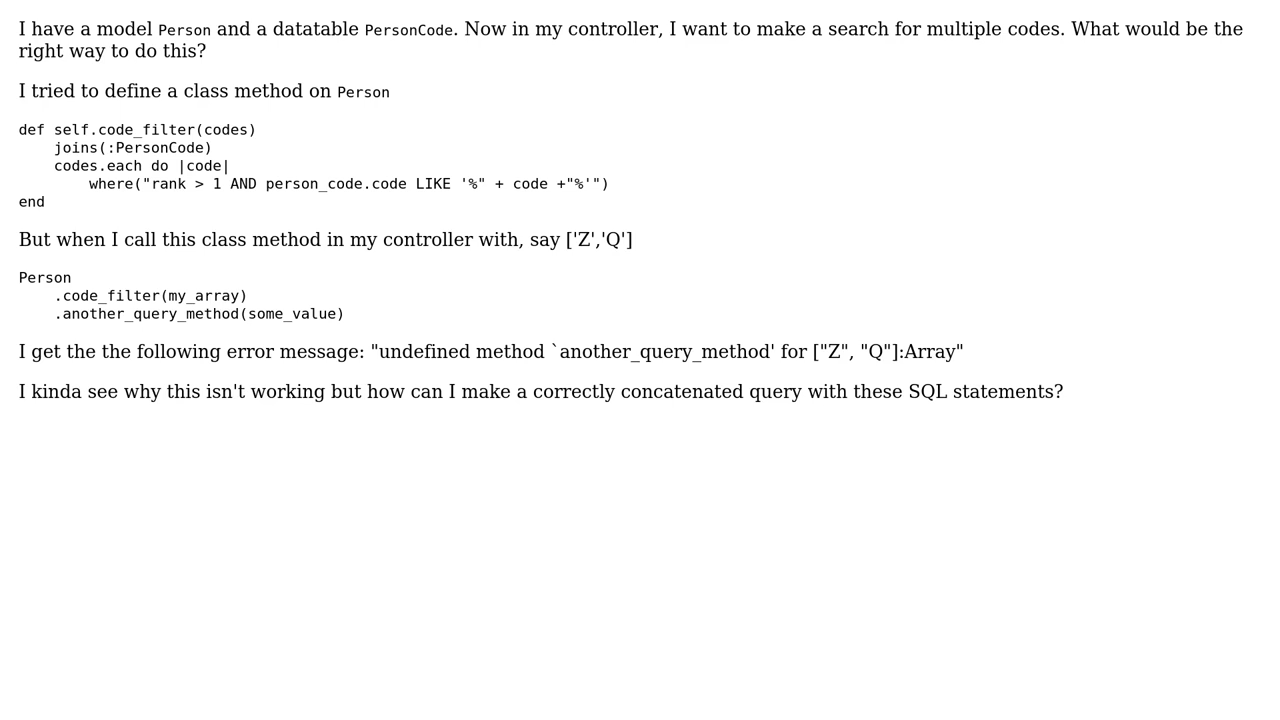 I have a model Person and a datatable PersonCode. Now in my controller, I want to make a search for multiple codes. What would be the
right way to do this?
I tried to define a class method on Person
def self.code_filter(codes)
    joins(:PersonCode)
    codes.each do |code|
        where("rank > 1 AND person_code.code LIKE '%" + code +"%'")
end
But when I call this class method in my controller with, say ['Z','Q']
Person
    .code_filter(my_array)
    .another_query_method(some_value)
I get the the following error message: "undefined method `another_query_method' for ["Z", "Q"]:Array"
I kinda see why this isn't working but how can I make a correctly concatenated query with these SQL statements?